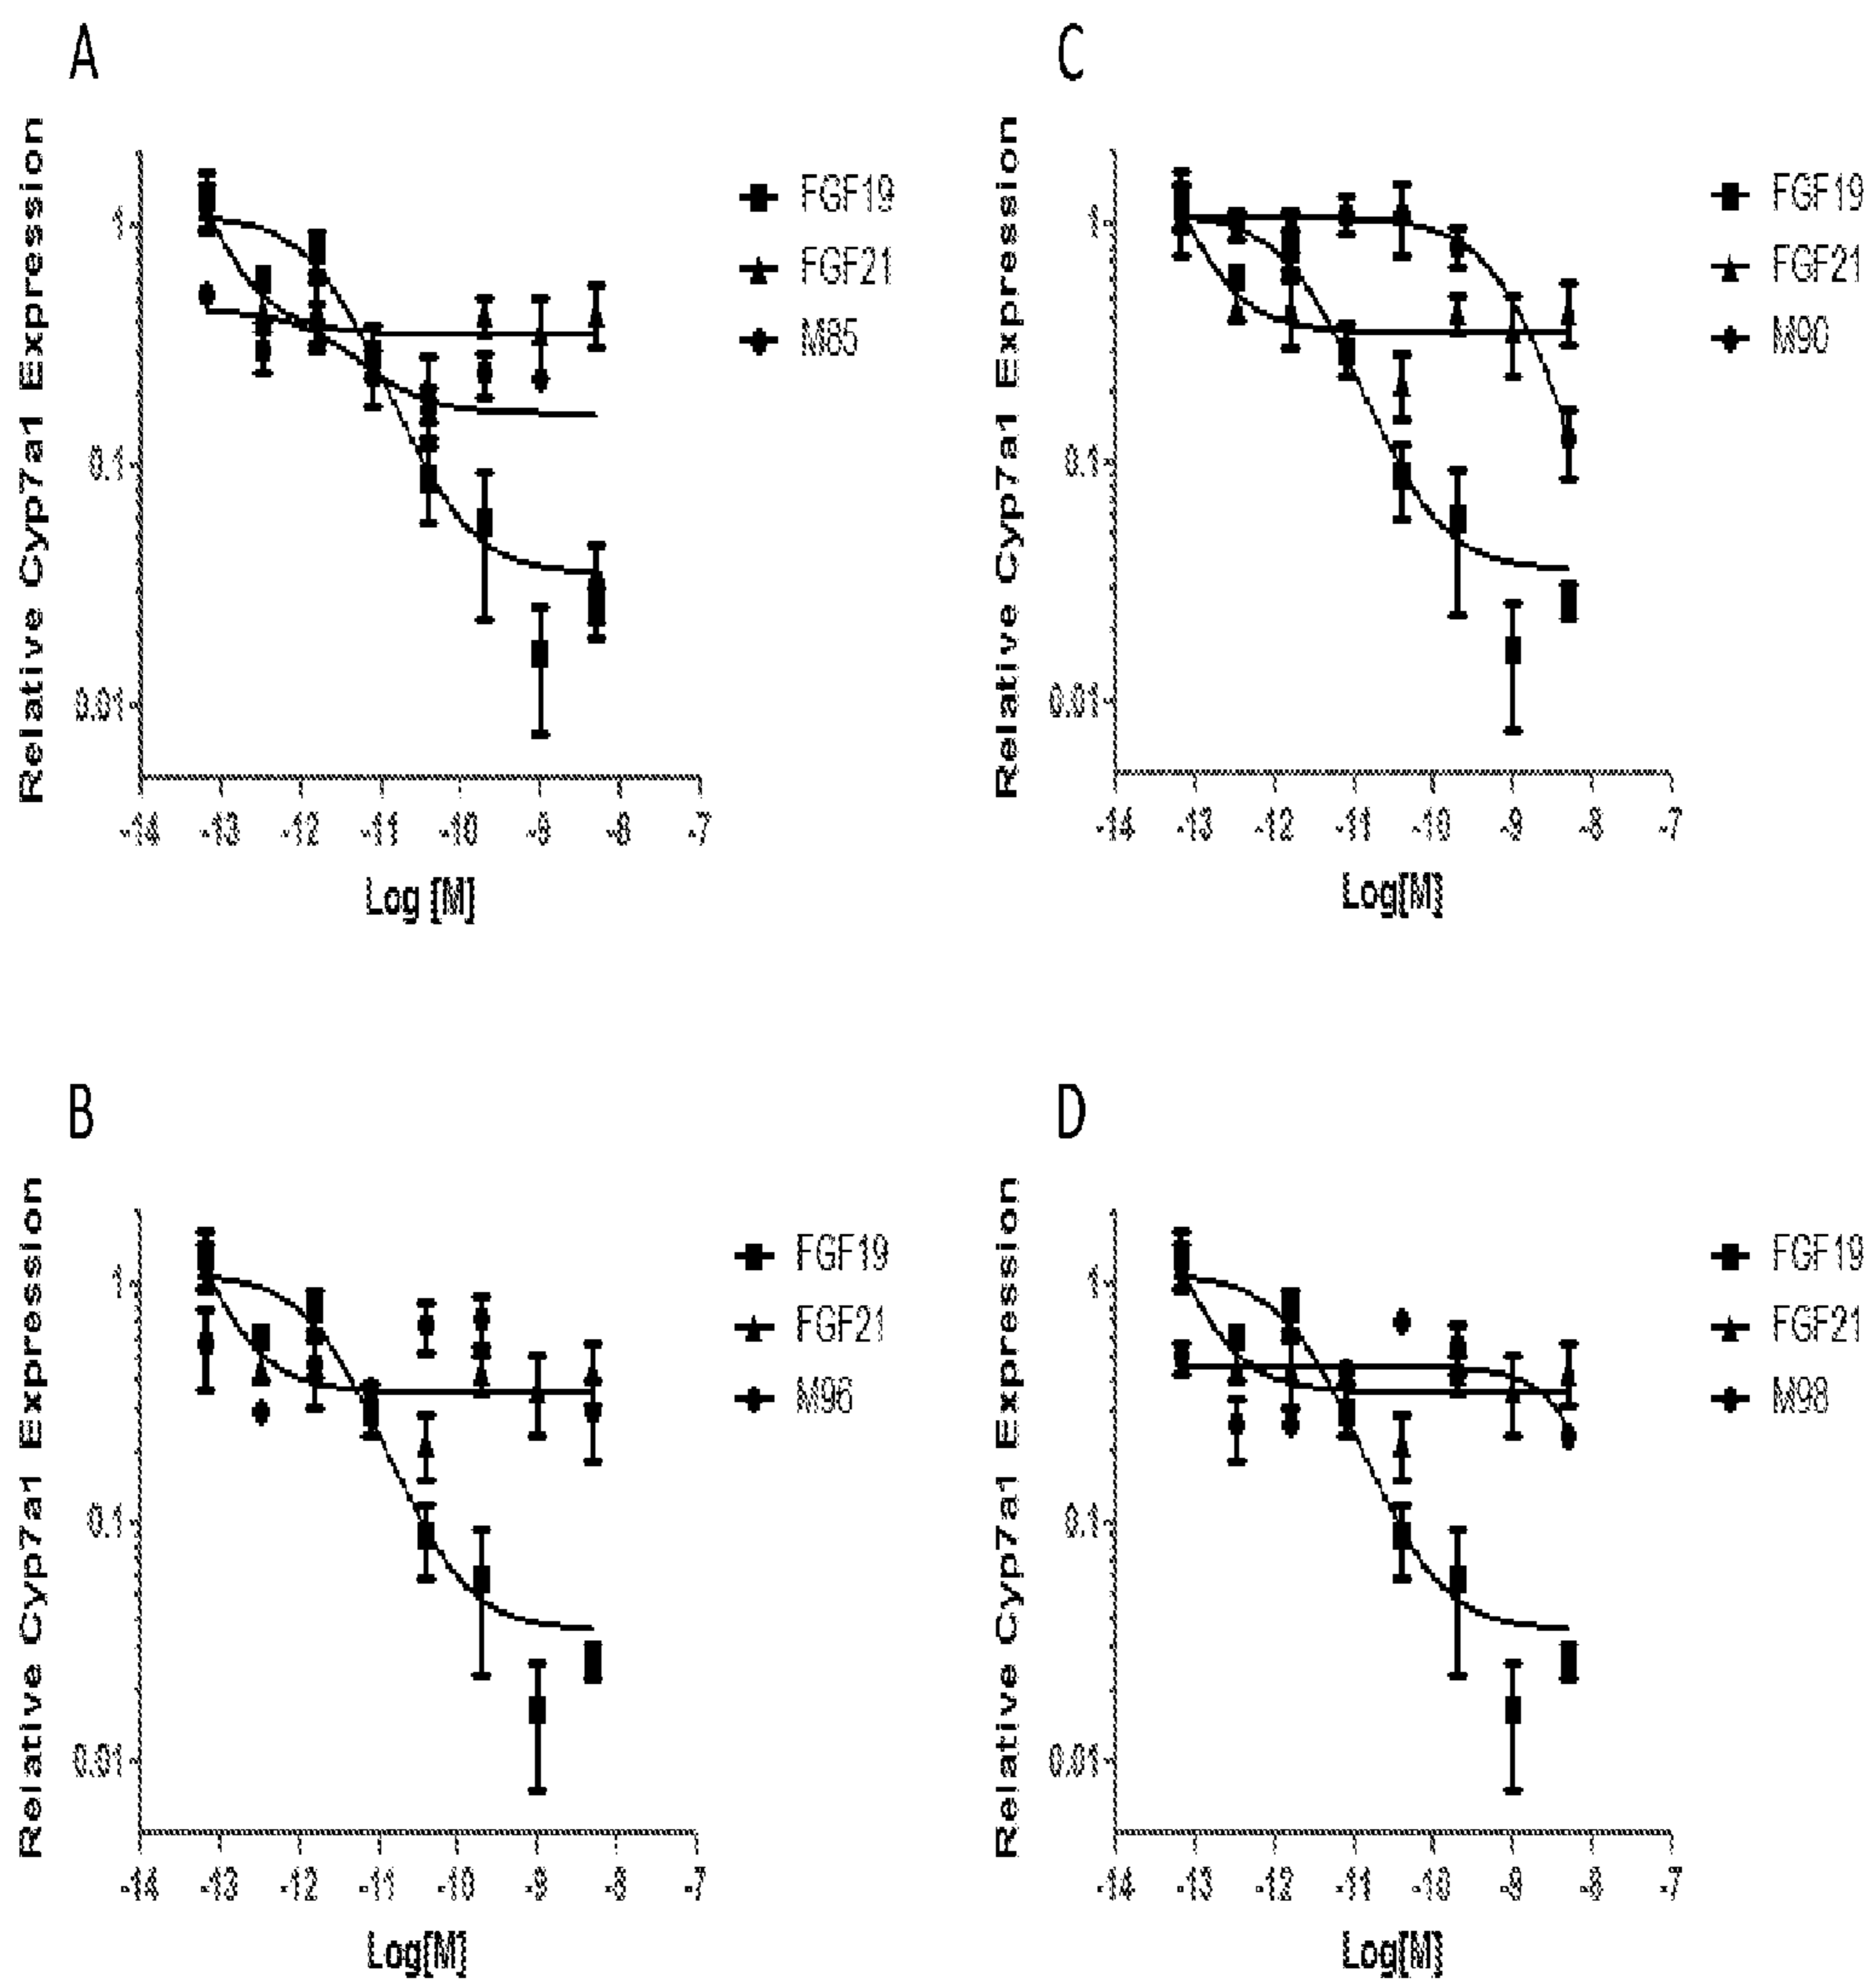 A
Relative Cyp7a1 Expression
1
0.1
0.01
-14 -13 -12 -11 -10 -9 -8 -7
Log [M]
FGF19
FGF21
M85
C
Relative Cyp7a1 Expression
1
0.1
0.01
-14 -13 -12 -11 -10 -9 -8 -7
Log[M]
FGF19
FGF21
M90
B
Relative Cyp7a1 Expression
1
0.1
0.01
-14 -13 -12 -11 -10 -9 -8 -7
Log[M]
FGF19
FGF21
M96
D
Relative Cyp7a1 Expression
1
0.1
0.01
-14 -13 -12 -11 -10 -9 -8 -7
Log[M]
FGF19
FGF21
M98